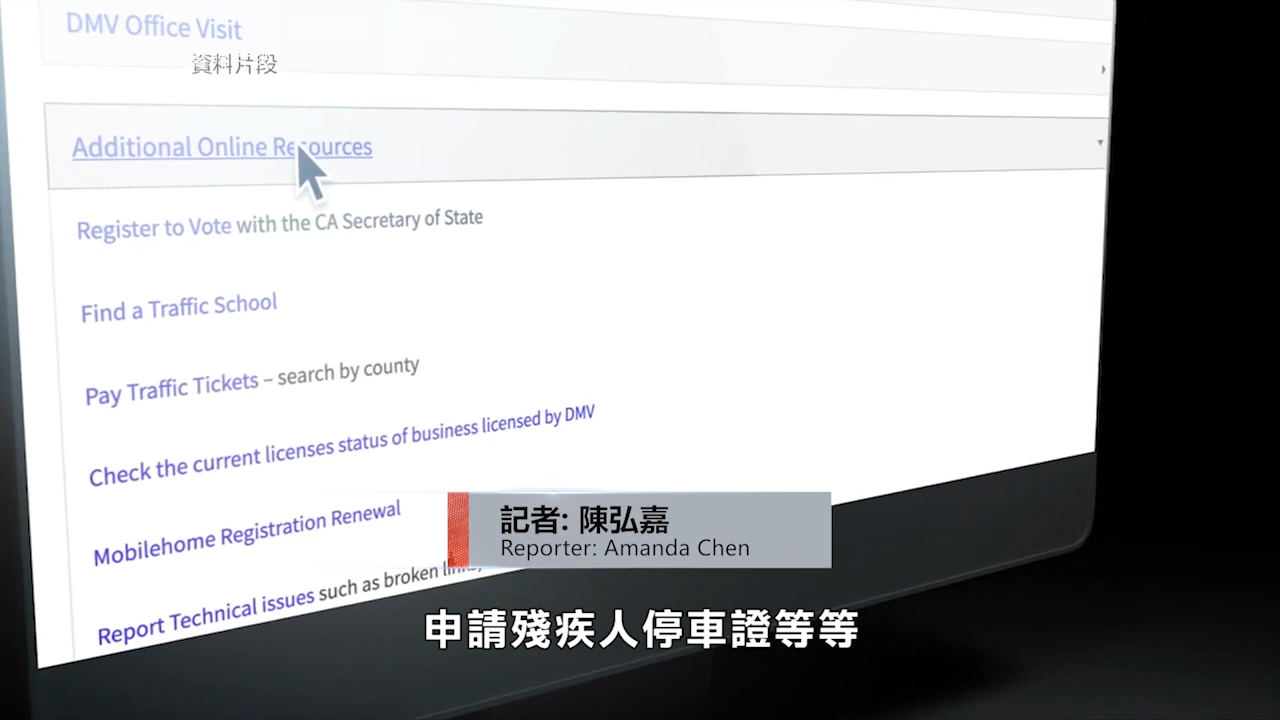 DMV Office Visit
資料片段
Additional Online Resources
Register to Vote with the CA Secretary of State
Find a Traffic School
Pay Traffic Tickets – search by county
Check the current licenses status of business licensed by DMV
Mobilehome Registration Renewal
Report Technical issues such as broken links,
記者: 陳弘嘉
Reporter: Amanda Chen
申請殘疾人停車證等等